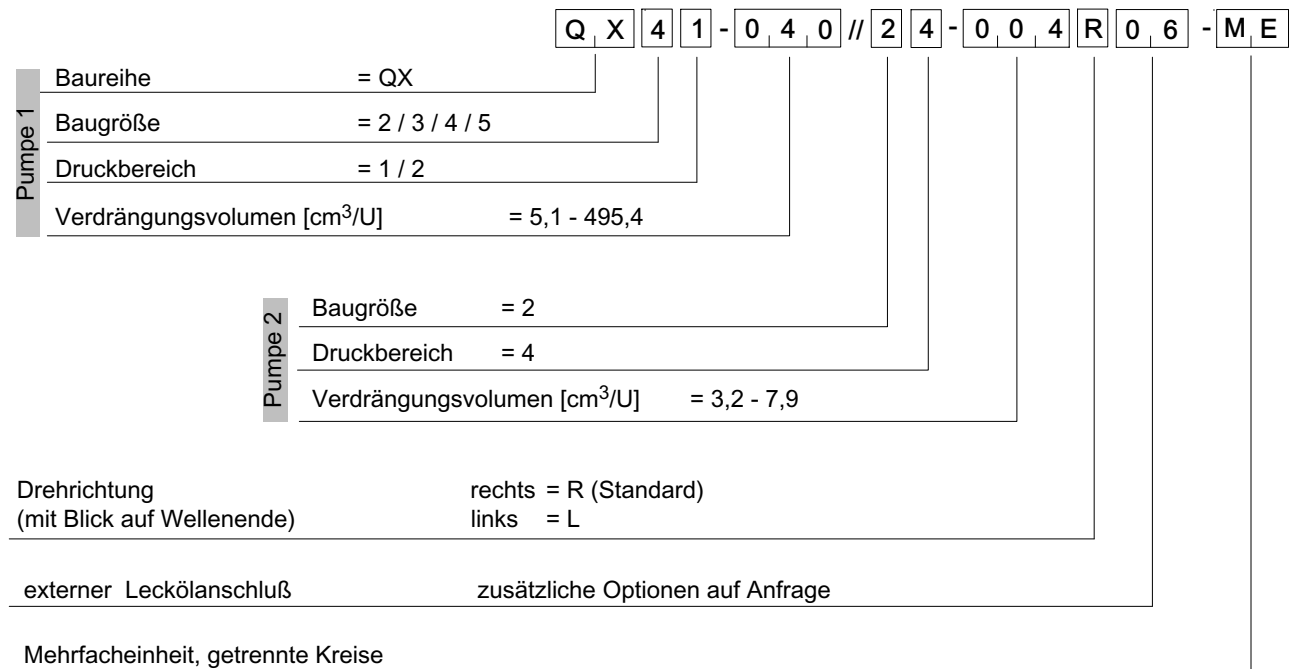 QX41-040//24-004R06-ME
Pumpe 1
Baureihe = QX
Baugröße = 2 / 3 / 4 / 5
Druckbereich = 1 / 2
Verdrängungsvolumen [cm³/U] = 5,1 - 495,4
Pumpe 2
Baugröße = 2
Druckbereich = 4
Verdrängungsvolumen [cm³/U] = 3,2 - 7,9
Drehrichtung rechts = R (Standard)
(mit Blick auf Wellenende) links = L
externer Leckölanschluß zusätzliche Optionen auf Anfrage
Mehrfacheinheit, getrennte Kreise